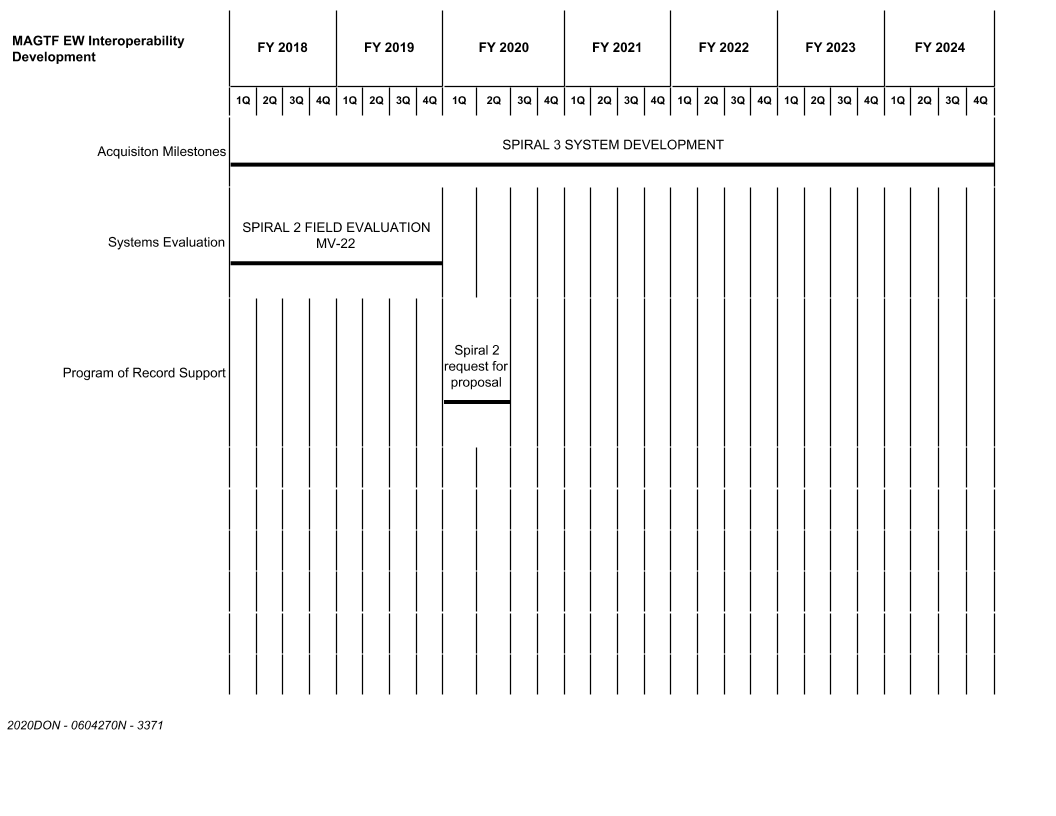 MAGTF EW Interoperability
Development
FY 2018 FY 2019 FY 2020 FY 2021 FY 2022 FY 2023 FY 2024
1Q 2Q 3Q 4Q 1Q 2Q 3Q 4Q 1Q 2Q 3Q 4Q 1Q 2Q 3Q 4Q 1Q 2Q 3Q 4Q 1Q 2Q 3Q 4Q 1Q 2Q 3Q 4Q
Acquisiton Milestones
SPIRAL 3 SYSTEM DEVELOPMENT
Systems Evaluation
SPIRAL 2 FIELD EVALUATION
MV-22
Program of Record Support
Spiral 2
request for
proposal
2020DON - 0604270N - 3371